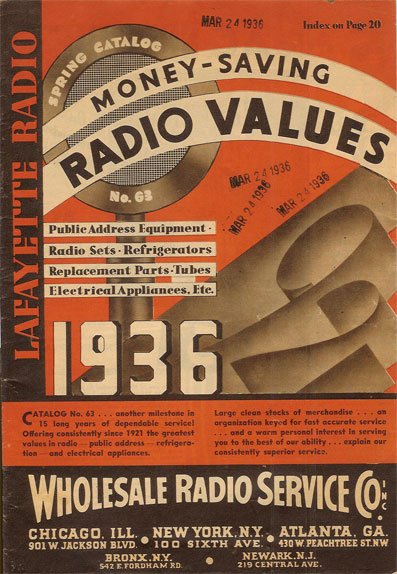 MAR 24 1936
Index on Page 20
LAFAYETTE RADIO
SPRING CATALOG
MONEY-SAVING
RADIO VALUES
No. 63
MAR 24 1936
MAR 24 1936
MAR 24 1936
Public Address Equipment ·
Radio Sets · Refrigerators
Replacement Parts · Tubes
Electrical Appliances, Etc.
1936
CATALOG No. 63 . . . another milestone in
15 long years of dependable service!
Offering consistently since 1921 the greatest
values in radio — public address — refrigera-
tion — and electrical appliances.
Large clean stocks of merchandise . . . an
organization keyed for fast accurate service
. . . and a warm personal interest in serving
you to the best of our ability . . . explain our
consistently superior service.
WHOLESALE RADIO SERVICE CO. INC.
CHICAGO, ILL. • NEW YORK, N.Y. • ATLANTA, GA.
901 W. JACKSON BLVD. • 100 SIXTH AVE. • 430 W. PEACHTREE ST. N.W
BRONX, N.Y. • NEWARK, N.J.
542 E. FORDHAM RD. 219 CENTRAL AVE.